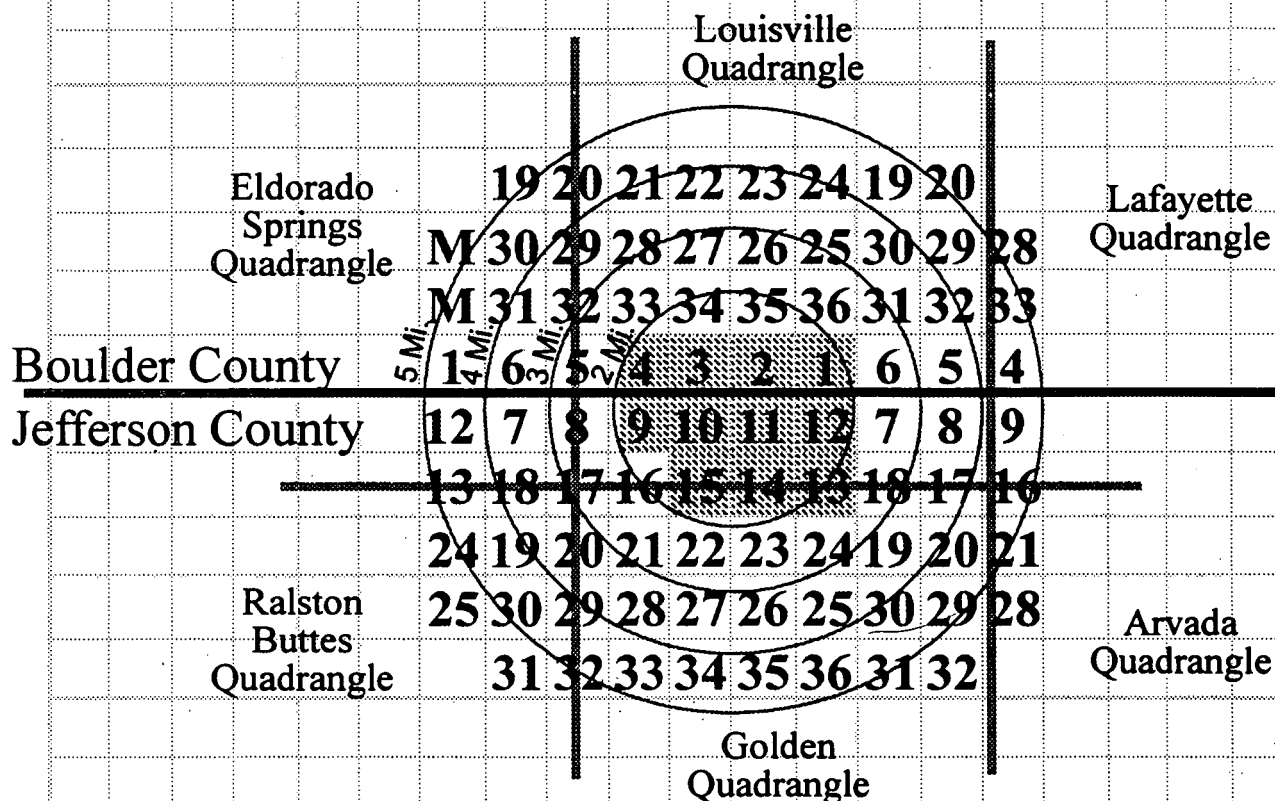 Louisville
Quadrangle
Eldorado
Springs
Quadrangle
Lafayette
Quadrangle
19 20 21 22 23 24 19 20
M 30 29 28 27 26 25 30 29 28
M 31 32 33 34 35 36 31 32 33
5 Mi. 4 Mi. 3 Mi. 2 Mi.
Boulder County 1 6 5 4 3 2 1 6 5 4
Jefferson County 12 7 8 9 10 11 12 7 8 9
13 18 17 16 15 14 13 18 17 16
24 19 20 21 22 23 24 19 20 21
25 30 29 28 27 26 25 30 29 28
31 32 33 34 35 36 31 32
Ralston
Buttes
Quadrangle
Arvada
Quadrangle
Golden
Quadrangle